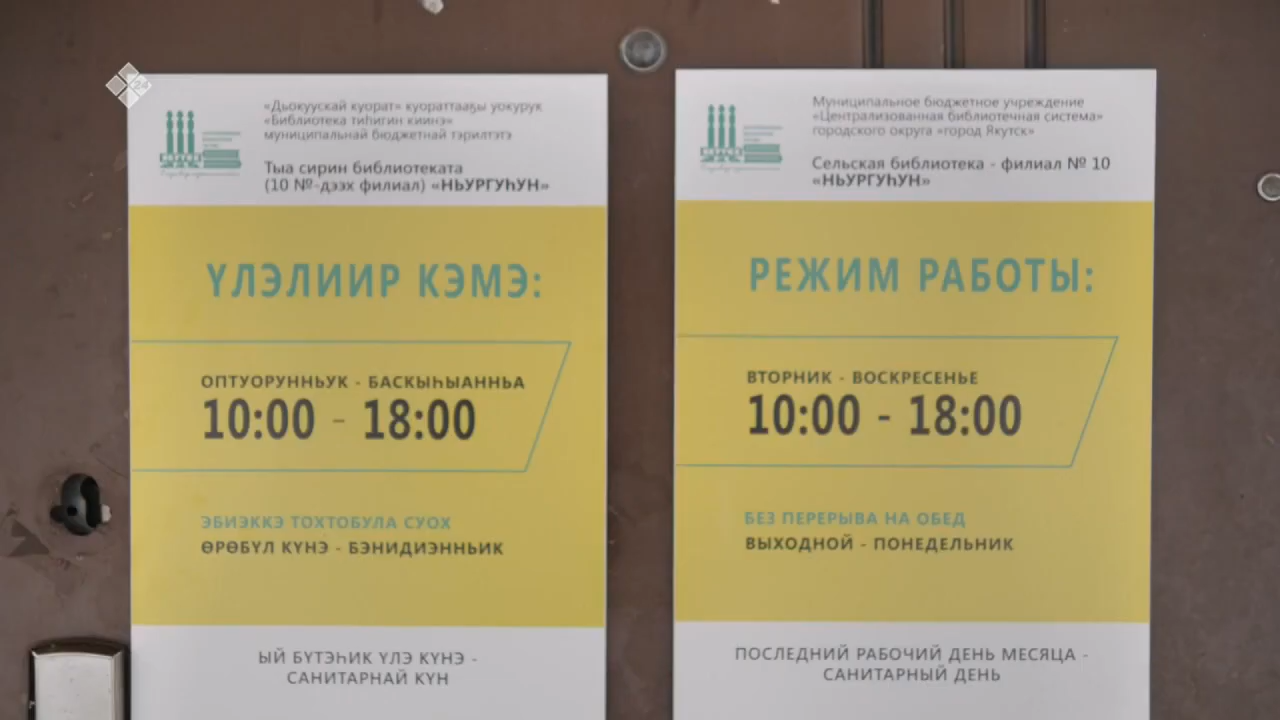 24
«Дьокуускай куорат» куораттааҕы уокурук
«Библиотека тиһигин киинэ»
муниципальнай бюджетнай тэрилтэтэ
Тыа сирин библиотеката
(10 №-дээх филиал) «НЬУРГУҺУН»
ҮЛЭЛИИР КЭМЭ:
ОПТУОРУННЬУК - БАСКЫҺЫАННЬА
10:00 - 18:00
ЭБИЭККЭ ТОХТОБУЛА СУОХ
ӨРӨБҮЛ КҮНЭ - БЭНИДИЭННЬИК
ЫЙ БҮТЭҺИК ҮЛЭ КҮНЭ -
САНИТАРНАЙ КҮН
Муниципальное бюджетное учреждение
«Централизованная библиотечная система»
городского округа «город Якутск»
Сельская библиотека - филиал № 10
«НЬУРГУҺУН»
РЕЖИМ РАБОТЫ:
ВТОРНИК - ВОСКРЕСЕНЬЕ
10:00 - 18:00
БЕЗ ПЕРЕРЫВА НА ОБЕД
ВЫХОДНОЙ - ПОНЕДЕЛЬНИК
ПОСЛЕДНИЙ РАБОЧИЙ ДЕНЬ МЕСЯЦА -
САНИТАРНЫЙ ДЕНЬ